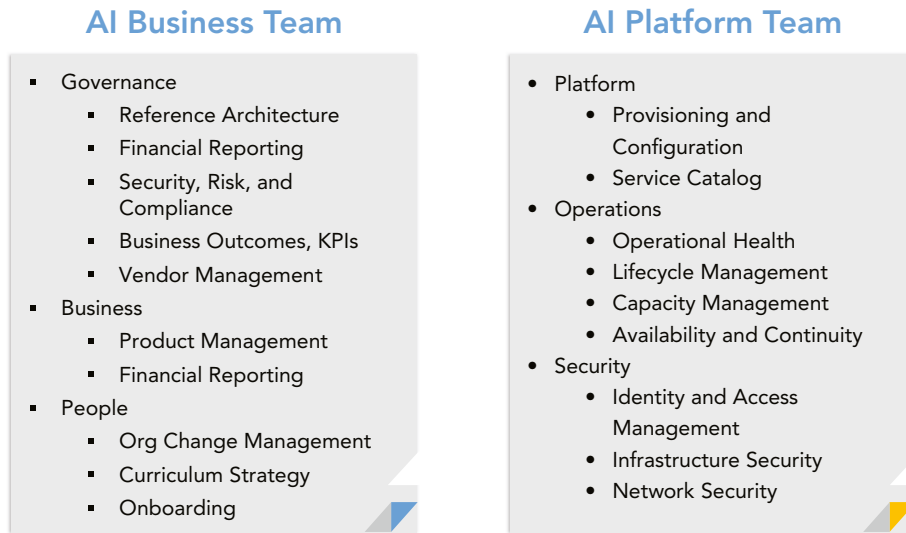 AI Business Team
▪ Governance
▪ Reference Architecture
▪ Financial Reporting
▪ Security, Risk, and
Compliance
▪ Business Outcomes, KPIs
▪ Vendor Management
▪ Business
▪ Product Management
▪ Financial Reporting
▪ People
▪ Org Change Management
▪ Curriculum Strategy
▪ Onboarding
AI Platform Team
• Platform
• Provisioning and
Configuration
• Service Catalog
• Operations
• Operational Health
• Lifecycle Management
• Capacity Management
• Availability and Continuity
• Security
• Identity and Access
Management
• Infrastructure Security
• Network Security